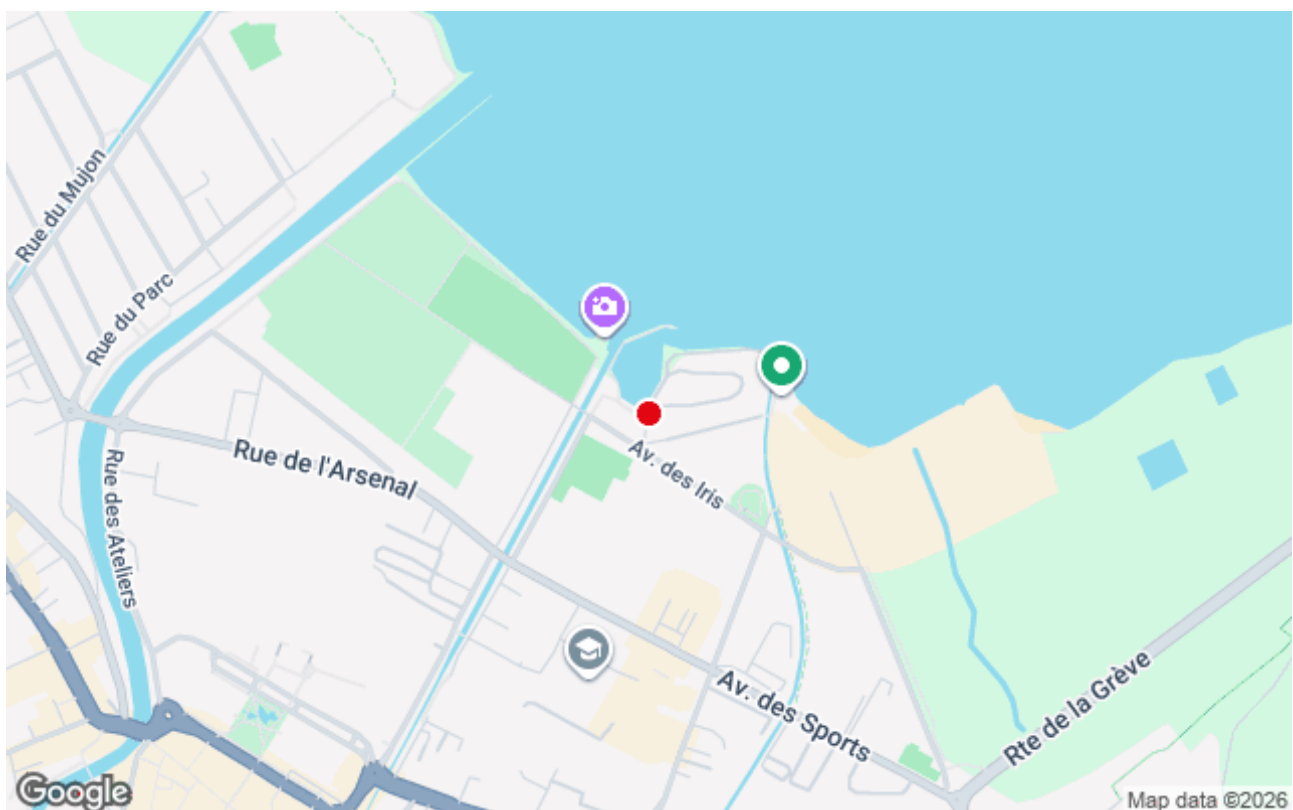 Rue du Mujon
Rue du Parc
Rue de l'Arsenal
Av. des Iris
Rue des Ateliers
Av. des Sports
Rte de la Grève
Google
Map data ©2026